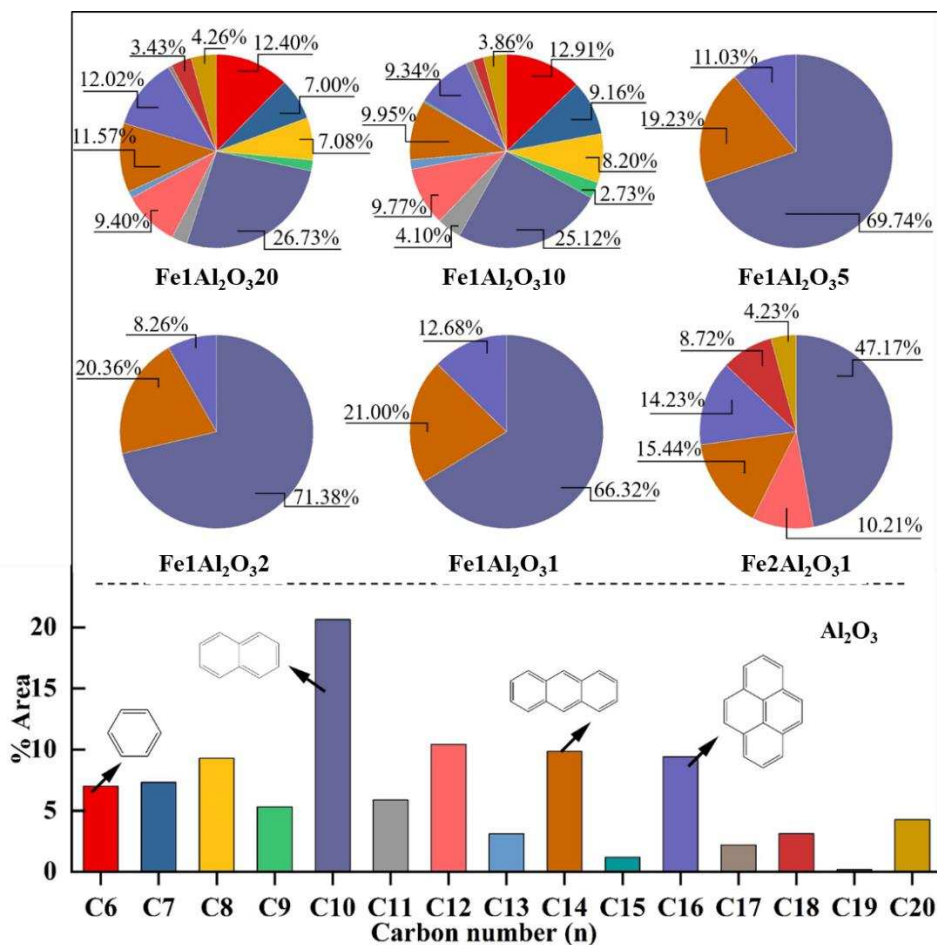 3.43% 4.26% 12.40%
12.02% 7.00%
11.57% 7.08%
9.40% 26.73%
Fe1Al₂O₃20
3.86% 12.91%
9.34% 9.16%
9.95% 8.20%
9.77% 2.73%
4.10% 25.12%
Fe1Al₂O₃10
11.03%
19.23%
69.74%
Fe1Al₂O₃5
8.26%
20.36%
71.38%
Fe1Al₂O₃2
12.68%
21.00%
66.32%
Fe1Al₂O₃1
4.23%
8.72% 47.17%
14.23%
15.44%
10.21%
Fe2Al₂O₃1
Al₂O₃
% Area
20
15
10
5
0
C6 C7 C8 C9 C10 C11 C12 C13 C14 C15 C16 C17 C18 C19 C20
Carbon number (n)